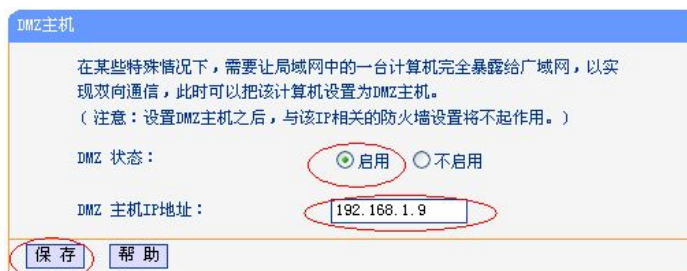 DMZ主机
在某些特殊情况下，需要让局域网中的一台计算机完全暴露给广域网，以实
现双向通信，此时可以把该计算机设置为DMZ主机。
（注意：设置DMZ主机之后，与该IP相关的防火墙设置将不起作用。）
DMZ 状态： 启用 不启用
DMZ 主机IP地址： 192.168.1.9
保 存 帮 助